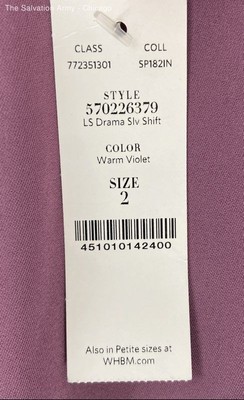 The Salvation Army - Chicago
CLASS COLL
772351301 SP182IN
STYLE
570226379
LS Drama Slv Shift
COLOR
Warm Violet
SIZE
2
451010142400
Also in Petite sizes at
WHBM.com